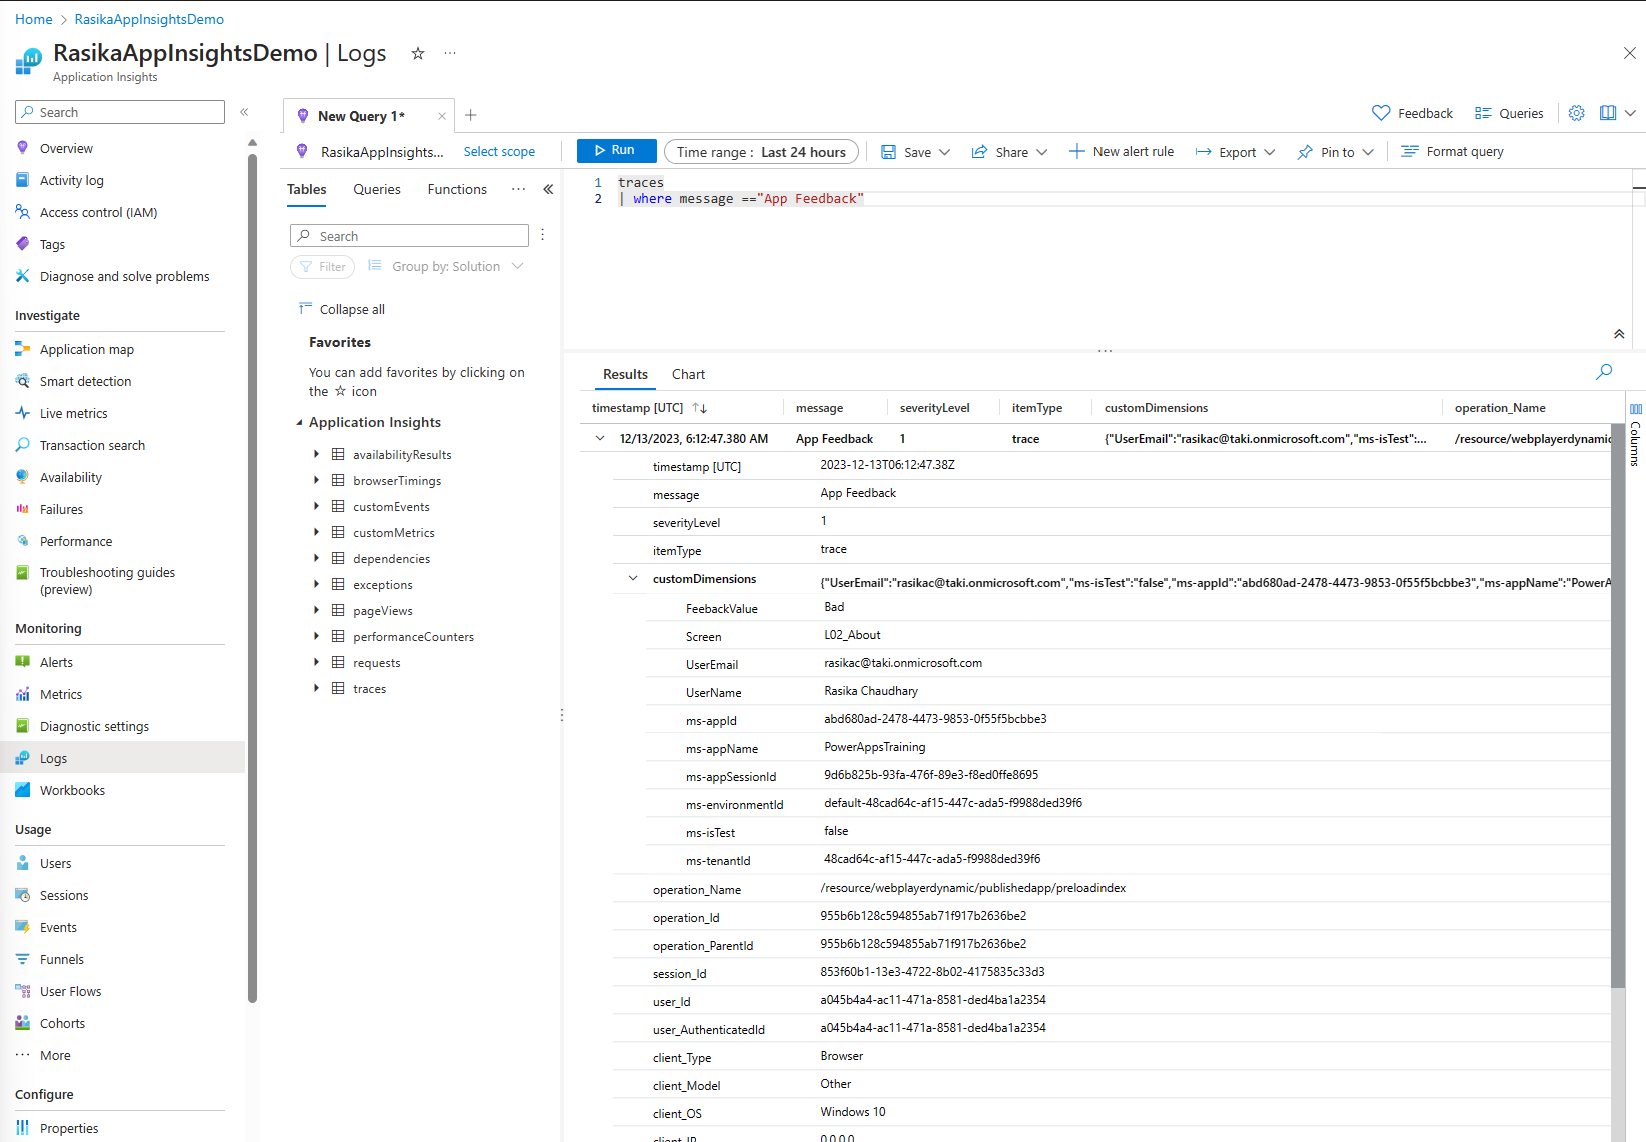 Home > RasikaAppInsightsDemo
RasikaAppInsightsDemo | Logs
Application Insights
Search
Overview
Activity log
Access control (IAM)
Tags
Diagnose and solve problems
Investigate
Application map
Smart detection
Live metrics
Transaction search
Availability
Failures
Performance
Troubleshooting guides
(preview)
Monitoring
Alerts
Metrics
Diagnostic settings
Logs
Workbooks
Usage
Users
Sessions
Events
Funnels
User Flows
Cohorts
More
Configure
Properties
New Query 1*
Feedback
Queries
RasikaAppInsights...
Select scope
Run
Time range : Last 24 hours
Save
Share
New alert rule
Export
Pin to
Format query
Tables
Queries
Functions
Search
Filter
Group by: Solution
Collapse all
Favorites
You can add favorites by clicking on
the ☆ icon
Application Insights
availabilityResults
browserTimings
customEvents
customMetrics
dependencies
exceptions
pageViews
performanceCounters
requests
traces
1 traces
2 | where message =="App Feedback"
Results
Chart
timestamp [UTC] message severityLevel itemType customDimensions operation_Name
Columns
12/13/2023, 6:12:47.380 AM App Feedback 1 trace {"UserEmail":"rasikac@taki.onmicrosoft.com","ms-isTest":... /resource/webplayerdynamic
timestamp [UTC] 2023-12-13T06:12:47.38Z
message App Feedback
severityLevel 1
itemType trace
customDimensions {"UserEmail":"rasikac@taki.onmicrosoft.com","ms-isTest":"false","ms-appId":"abd680ad-2478-4473-9853-0f55f5bcbbe3","ms-appName":"PowerA
FeebackValue Bad
Screen L02_About
UserEmail rasikac@taki.onmicrosoft.com
UserName Rasika Chaudhary
ms-appId abd680ad-2478-4473-9853-0f55f5bcbbe3
ms-appName PowerAppsTraining
ms-appSessionId 9d6b825b-93fa-476f-89e3-f8ed0ffe8695
ms-environmentId default-48cad64c-af15-447c-ada5-f9988ded39f6
ms-isTest false
ms-tenantId 48cad64c-af15-447c-ada5-f9988ded39f6
operation_Name /resource/webplayerdynamic/publishedapp/preloadindex
operation_Id 955b6b128c594855ab71f917b2636be2
operation_ParentId 955b6b128c594855ab71f917b2636be2
session_Id 853f60b1-13e3-4722-8b02-4175835c33d3
user_Id a045b4a4-ac11-471a-8581-ded4ba1a2354
user_AuthenticatedId a045b4a4-ac11-471a-8581-ded4ba1a2354
client_Type Browser
client_Model Other
client_OS Windows 10
client_IP 0.0.0.0